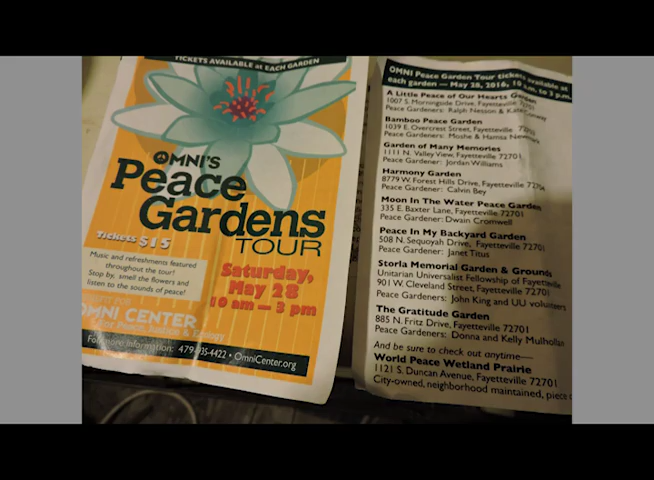 TICKETS AVAILABLE at EACH GARDEN
OMNI'S
Peace
Gardens
TOUR
Tickets $15
Music and refreshments featured
throughout the tour!
Stop by, smell the flowers and
listen to the sounds of peace!
Saturday,
May 28
10 am — 3 pm
OMNI CENTER
for Peace, Justice &
For more information: 479-935-4422 • OmniCenter.org
OMNI Peace Garden Tour tickets available at
each garden — May 28, 2016, 10 a.m. to 3 p.m.
A Little Peace of Our Hearts Garden
1007 S. Morningside Drive, Fayetteville
Peace Gardeners: Ralph Nesson &
Bamboo Peace Garden
1039 E. Overcrest Street, Fayetteville
Peace Gardeners: Moshe & Hamsa
Garden of Many Memories
1111 N. Valley View, Fayetteville 72701
Peace Gardener: Jordan Williams
Harmony Garden
8779 W. Forest Hills Drive, Fayetteville
Peace Gardener: Calvin Bey
Moon In The Water Peace Garden
335 E. Baxter Lane, Fayetteville 72701
Peace Gardener: Dwain Cromwell
Peace In My Backyard Garden
508 N. Sequoyah Drive, Fayetteville 72701
Peace Gardener: Janet Titus
Storla Memorial Garden & Grounds
Unitarian Universalist Fellowship of Fayetteville
901 W. Cleveland Street, Fayetteville 72701
Peace Gardeners: John King and UU volunteers
The Gratitude Garden
885 N. Fritz Drive, Fayetteville 72701
Peace Gardeners: Donna and Kelly Mulhollan
And be sure to check out anytime—
World Peace Wetland Prairie
1121 S. Duncan Avenue, Fayetteville 72701
City-owned, neighborhood maintained, piece